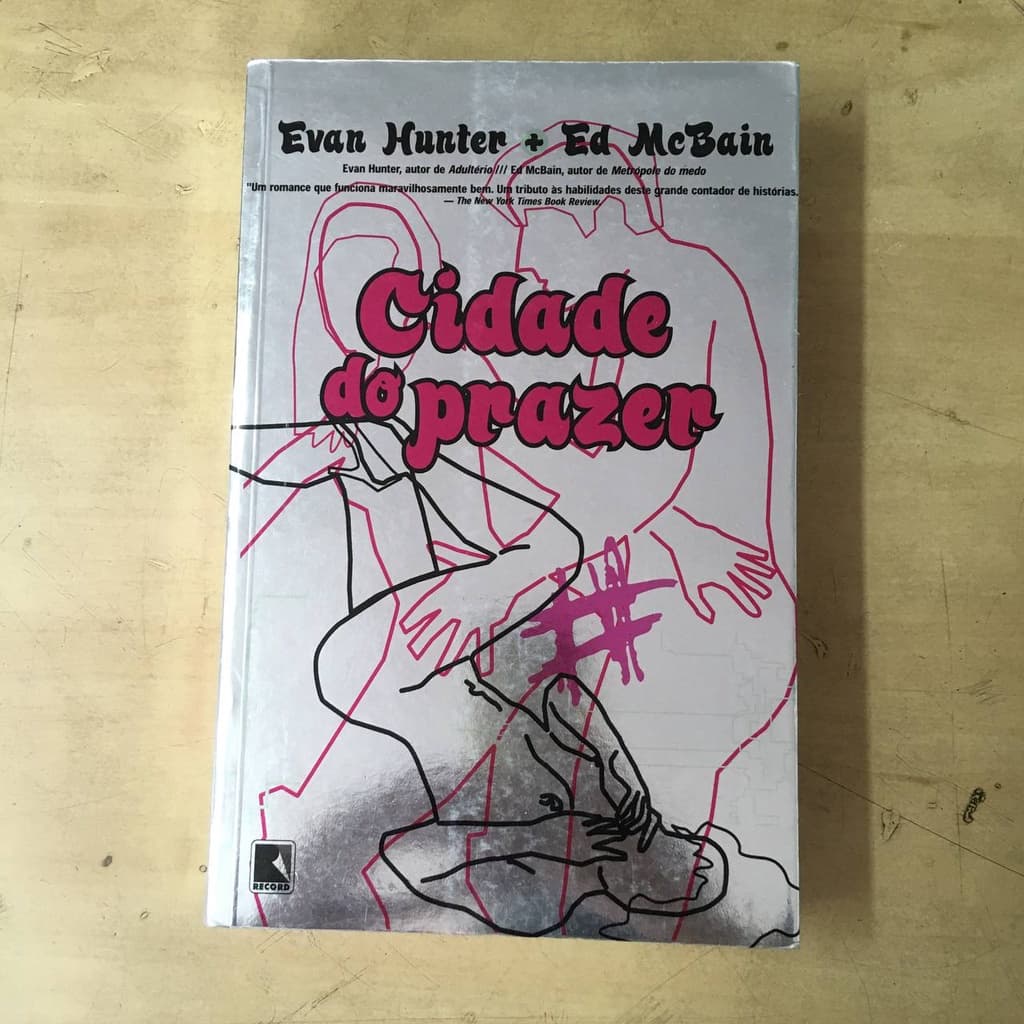 Evan Hunter + Ed McBain
Evan Hunter, autor de Adultério /// Ed McBain, autor de Metrópole do medo
"Um romance que funciona maravilhosamente bem. Um tributo às habilidades deste grande contador de histórias.
— The New York Times Book Review.
Cidade
do prazer
#
RECORD